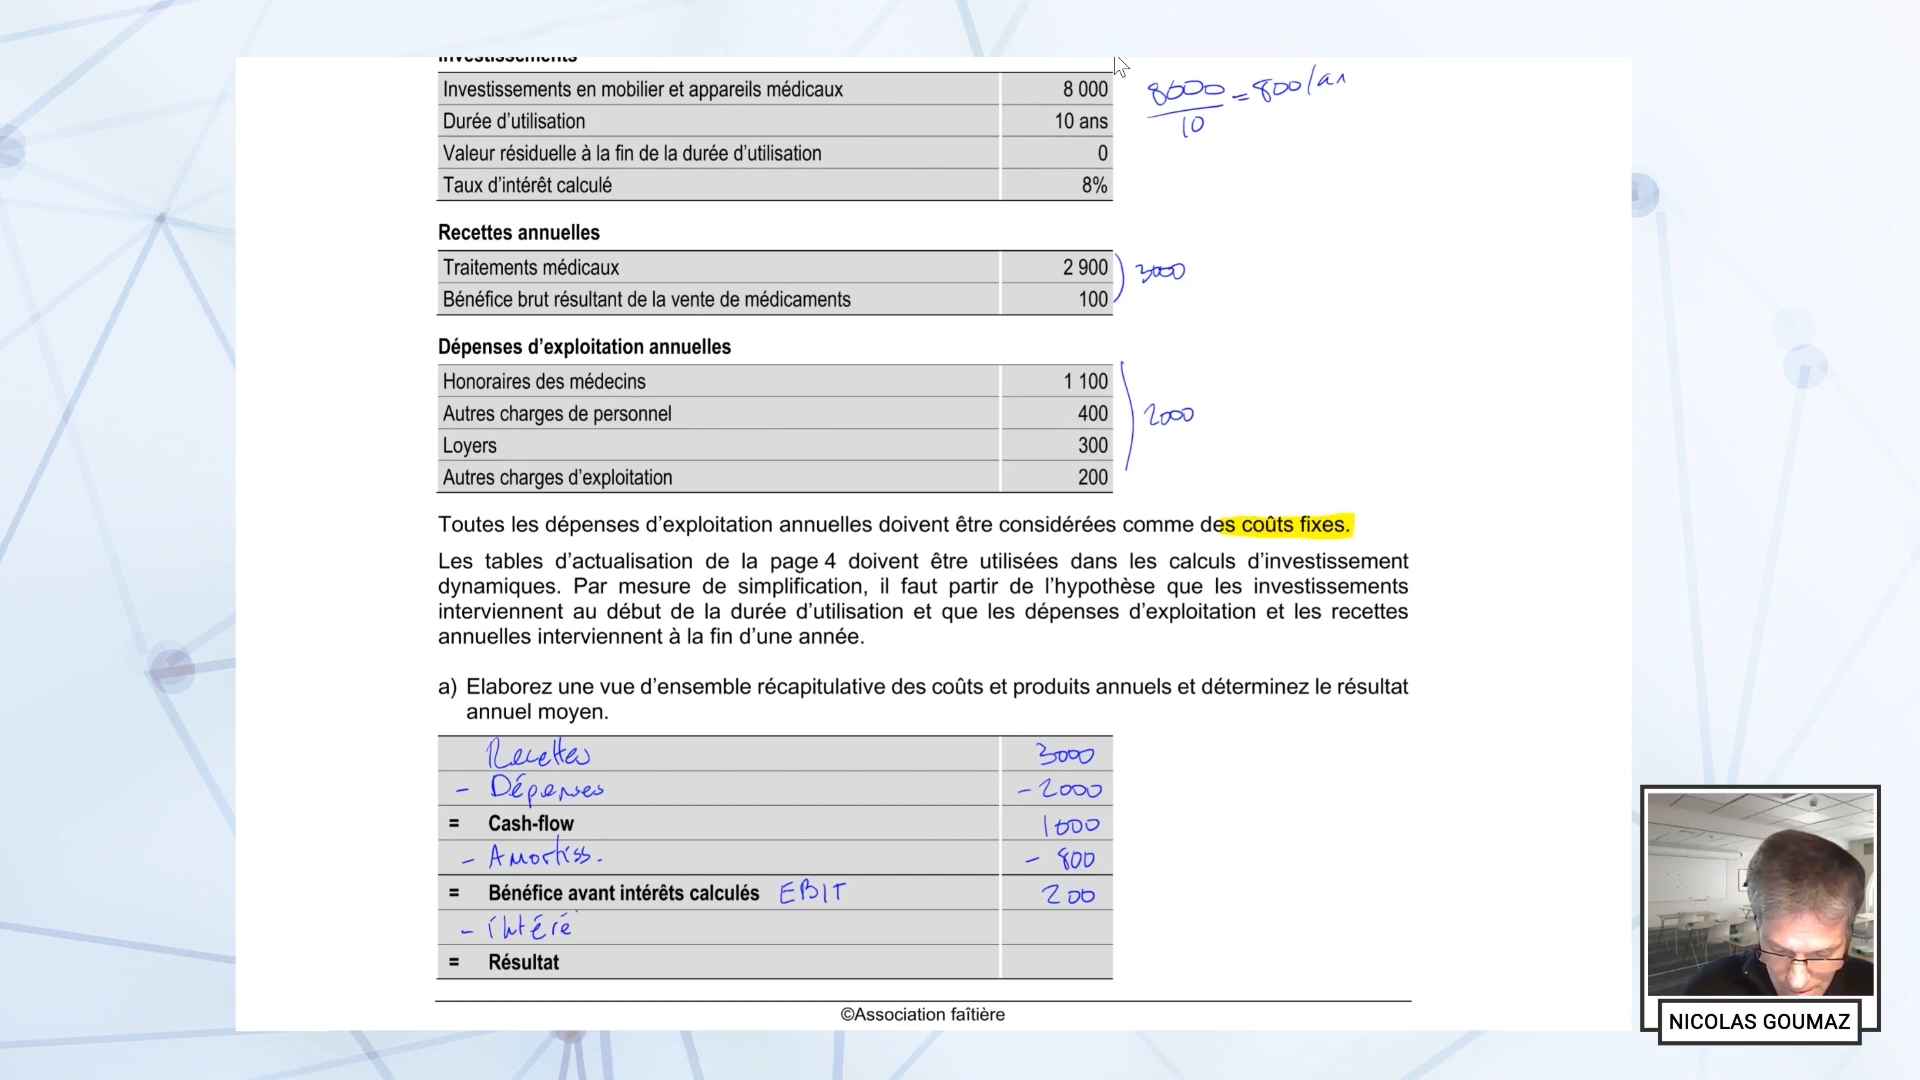 Investissements
Investissements en mobilier et appareils médicaux 8 000
Durée d’utilisation 10 ans
Valeur résiduelle à la fin de la durée d’utilisation 0
Taux d’intérêt calculé 8%
8000
10
= 800/an
Recettes annuelles
Traitements médicaux 2 900
Bénéfice brut résultant de la vente de médicaments 100
3000
Dépenses d’exploitation annuelles
Honoraires des médecins 1 100
Autres charges de personnel 400
Loyers 300
Autres charges d’exploitation 200
2000
Toutes les dépenses d’exploitation annuelles doivent être considérées comme des coûts fixes.
Les tables d’actualisation de la page 4 doivent être utilisées dans les calculs d’investissement
dynamiques. Par mesure de simplification, il faut partir de l’hypothèse que les investissements
interviennent au début de la durée d’utilisation et que les dépenses d’exploitation et les recettes
annuelles interviennent à la fin d’une année.
a) Elaborez une vue d’ensemble récapitulative des coûts et produits annuels et déterminez le résultat
annuel moyen.
Recettes 3000
- Dépenses - 2000
= Cash-flow 1000
- Amortiss. - 800
= Bénéfice avant intérêts calculés EBIT 200
- intéré
= Résultat
©Association faîtière
NICOLAS GOUMAZ